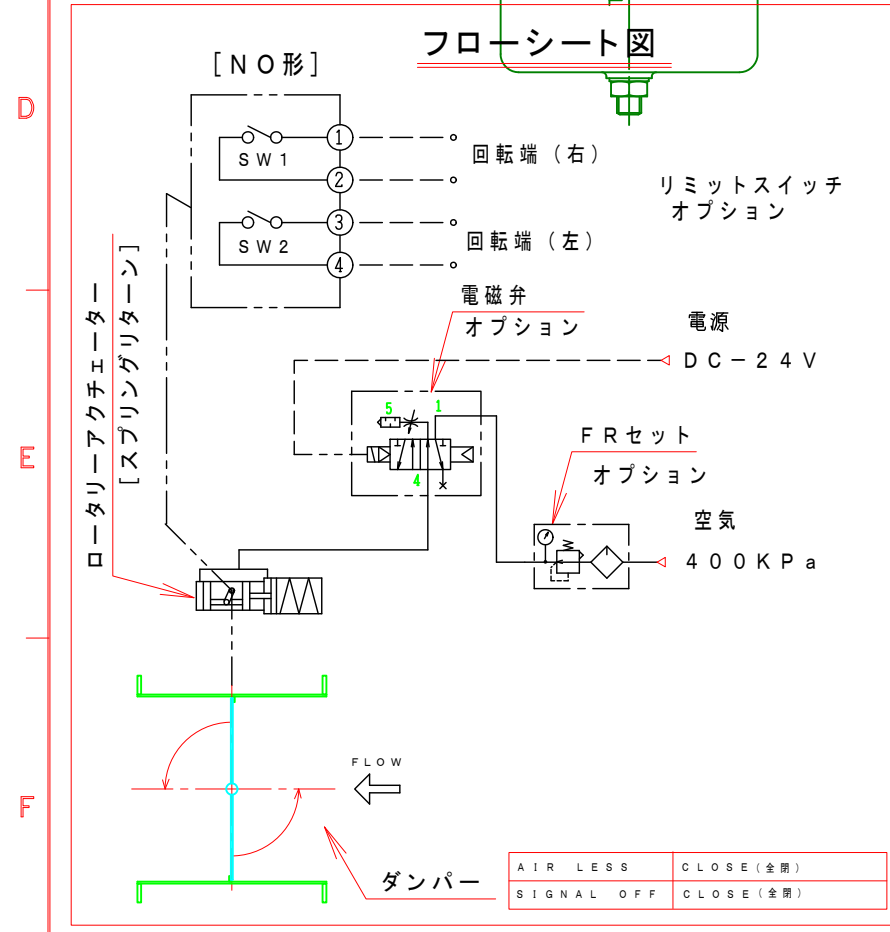 フローシート図
[NO形]
D
1
SW1
2
回転端(右)
リミットスイッチ
オプション
3
SW2
4
回転端(左)
ロータリーアクチェーター
[スプリングリターン]
電磁弁
オプション
電源
DC-24V
5
1
4
E
FRセット
オプション
空気
400KPa
F
FLOW
ダンパー
AIR LESS CLOSE(全閉)
SIGNAL OFF CLOSE(全閉)